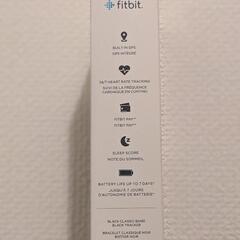 fitbit.
BUILT-IN GPS
GPS INTÉGRÉ
24/7 HEART RATE TRACKING
SUIVI DE LA FRÉQUENCE
CARDIAQUE EN CONTINU
FITBIT PAY**
FITBIT PAY**
SLEEP SCORE
NOTE DU SOMMEIL
BATTERY LIFE UP TO 7 DAYS†
JUSQU'À 7 JOURS
D'AUTONOMIE DE BATTERIE†
BLACK CLASSIC BAND
BLACK TRACKER
BRACELET CLASSIQUE NOIR
BOÎTIER NOIR